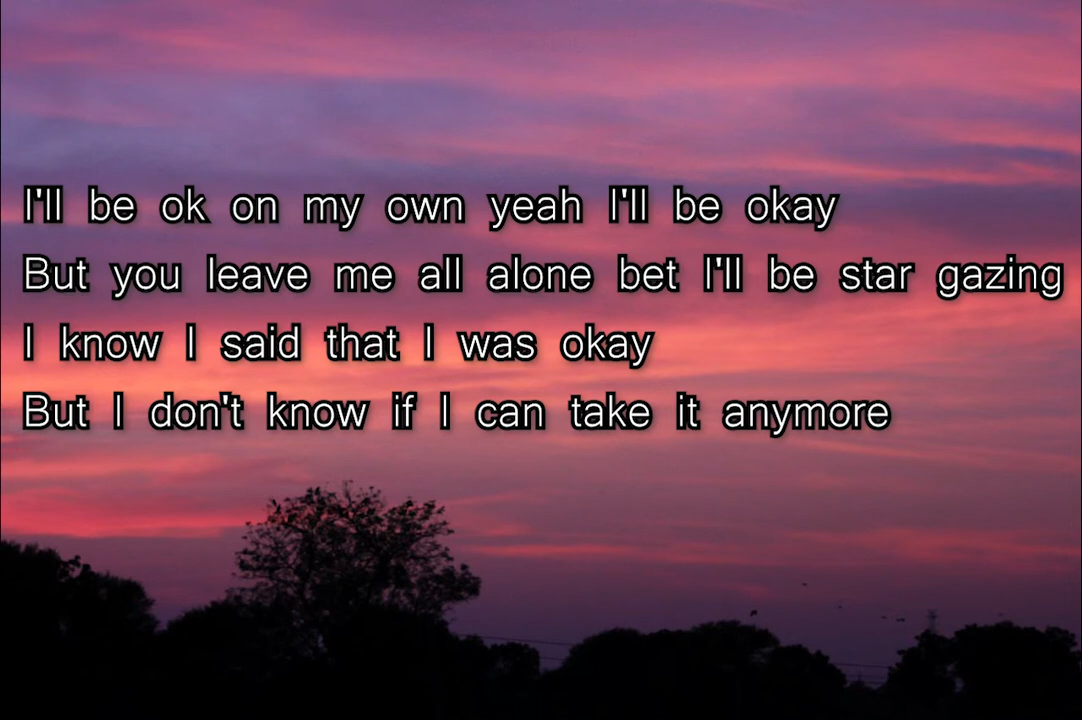 I'll be ok on my own yeah I'll be okay
But you leave me all alone bet I'll be star gazing
I know I said that I was okay
But I don't know if I can take it anymore